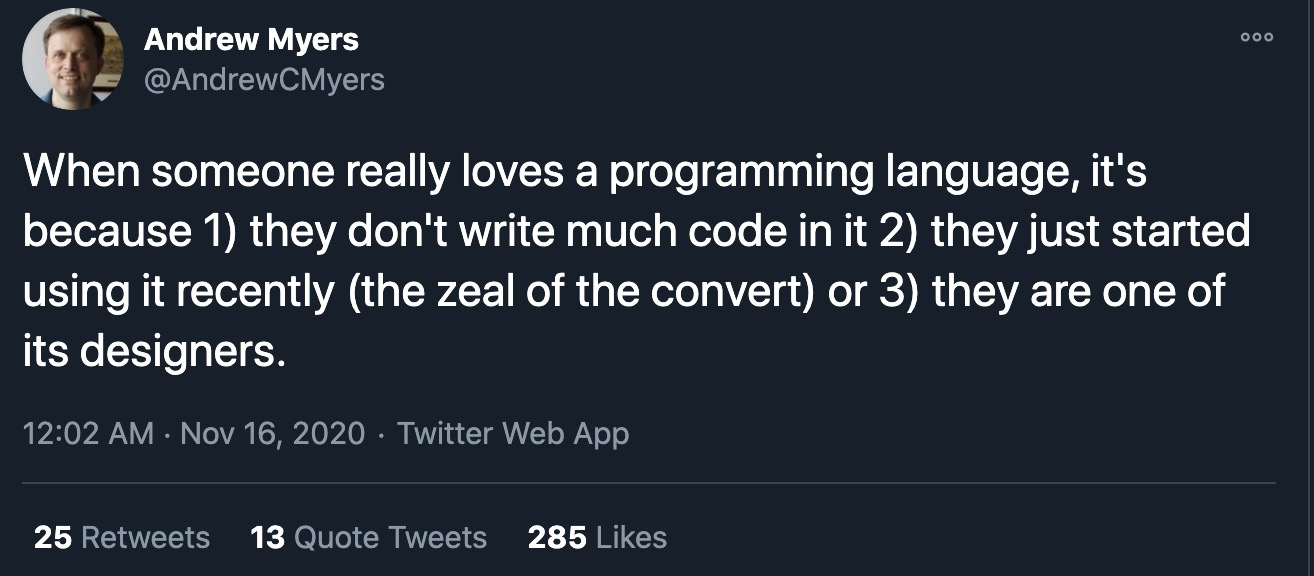 Andrew Myers
@AndrewCMyers
When someone really loves a programming language, it's
because 1) they don't write much code in it 2) they just started
using it recently (the zeal of the convert) or 3) they are one of
its designers.
12:02 AM · Nov 16, 2020 · Twitter Web App
25 Retweets 13 Quote Tweets 285 Likes